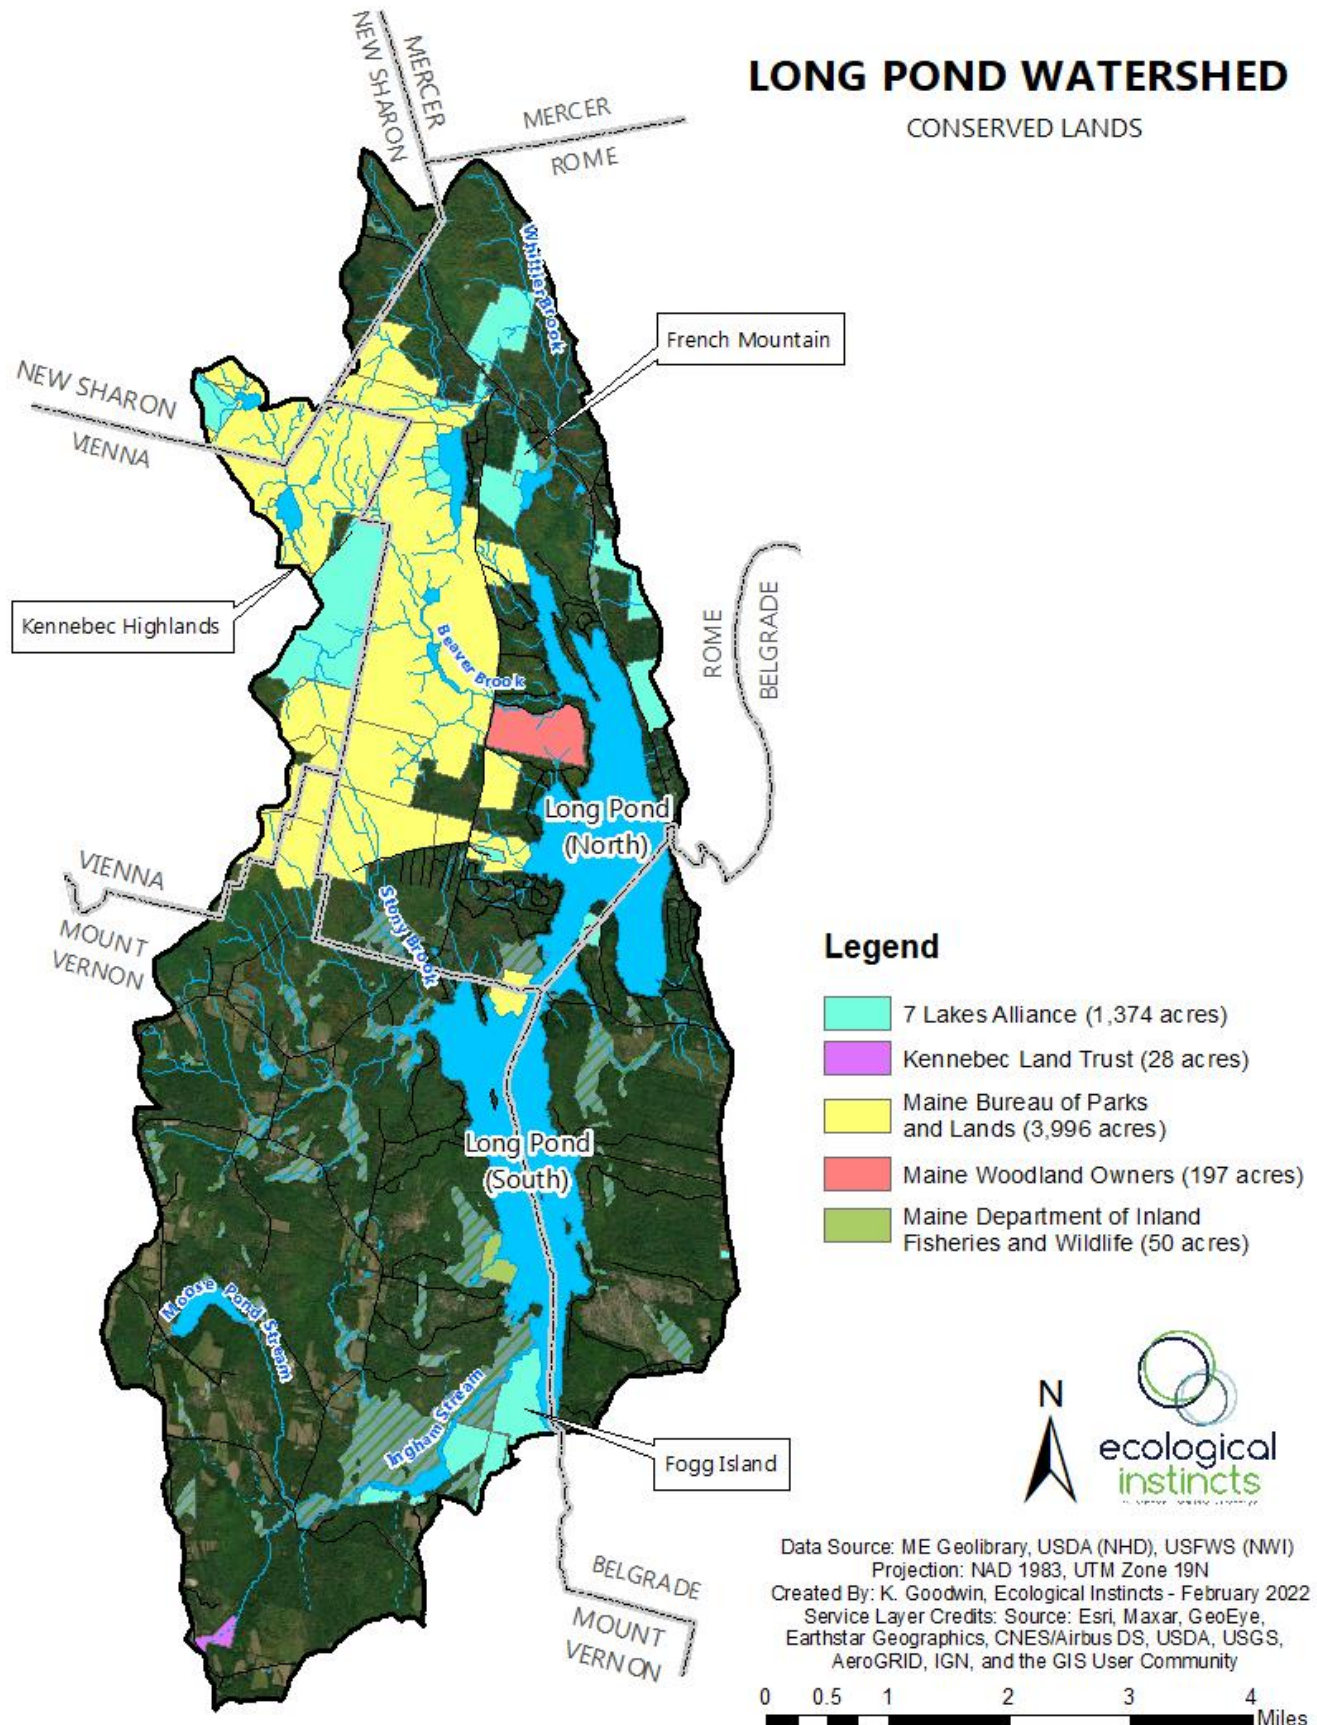 LONG POND WATERSHED
CONSERVED LANDS
NEW SHARON
MERCER
MERCER
ROME
Whittier Brook
French Mountain
NEW SHARON
VIENNA
Kennebec Highlands
Beaver Brook
ROME
BELGRADE
Long Pond
(North)
VIENNA
MOUNT
VERNON
Stony Brook
Long Pond
(South)
Moose Pond Stream
Ingham Stream
Fogg Island
BELGRADE
MOUNT
VERNON
Legend
7 Lakes Alliance (1,374 acres)
Kennebec Land Trust (28 acres)
Maine Bureau of Parks
and Lands (3,996 acres)
Maine Woodland Owners (197 acres)
Maine Department of Inland
Fisheries and Wildlife (50 acres)
N
ecological
instincts
Data Source: ME Geolibrary, USDA (NHD), USFWS (NWI)
Projection: NAD 1983, UTM Zone 19N
Created By: K. Goodwin, Ecological Instincts - February 2022
Service Layer Credits: Source: Esri, Maxar, GeoEye,
Earthstar Geographics, CNES/Airbus DS, USDA, USGS,
AeroGRID, IGN, and the GIS User Community
0 0.5 1 2 3 4
Miles